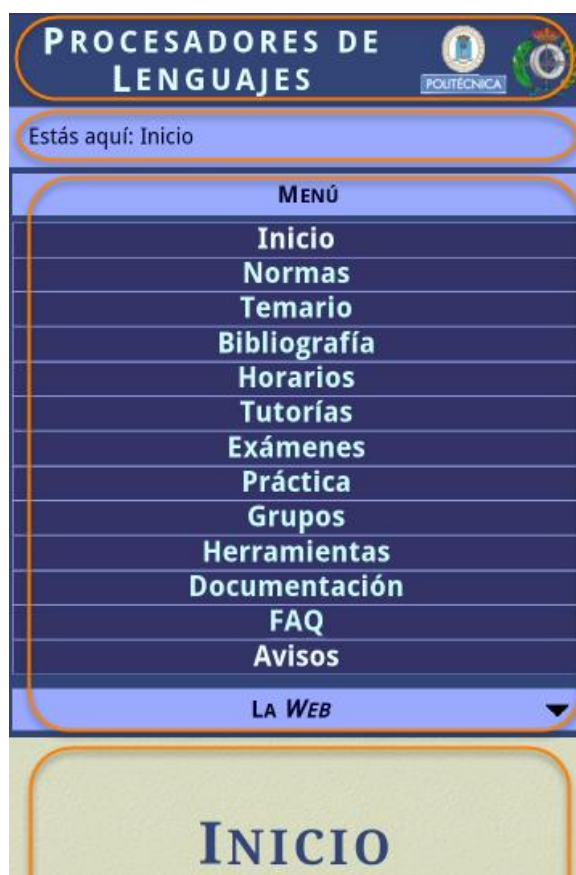 PROCESADORES DE
LENGUAJES
POLITÉCNICA
Estás aquí: Inicio
MENÚ
Inicio
Normas
Temario
Bibliografía
Horarios
Tutorías
Exámenes
Práctica
Grupos
Herramientas
Documentación
FAQ
Avisos
LA WEB
INICIO